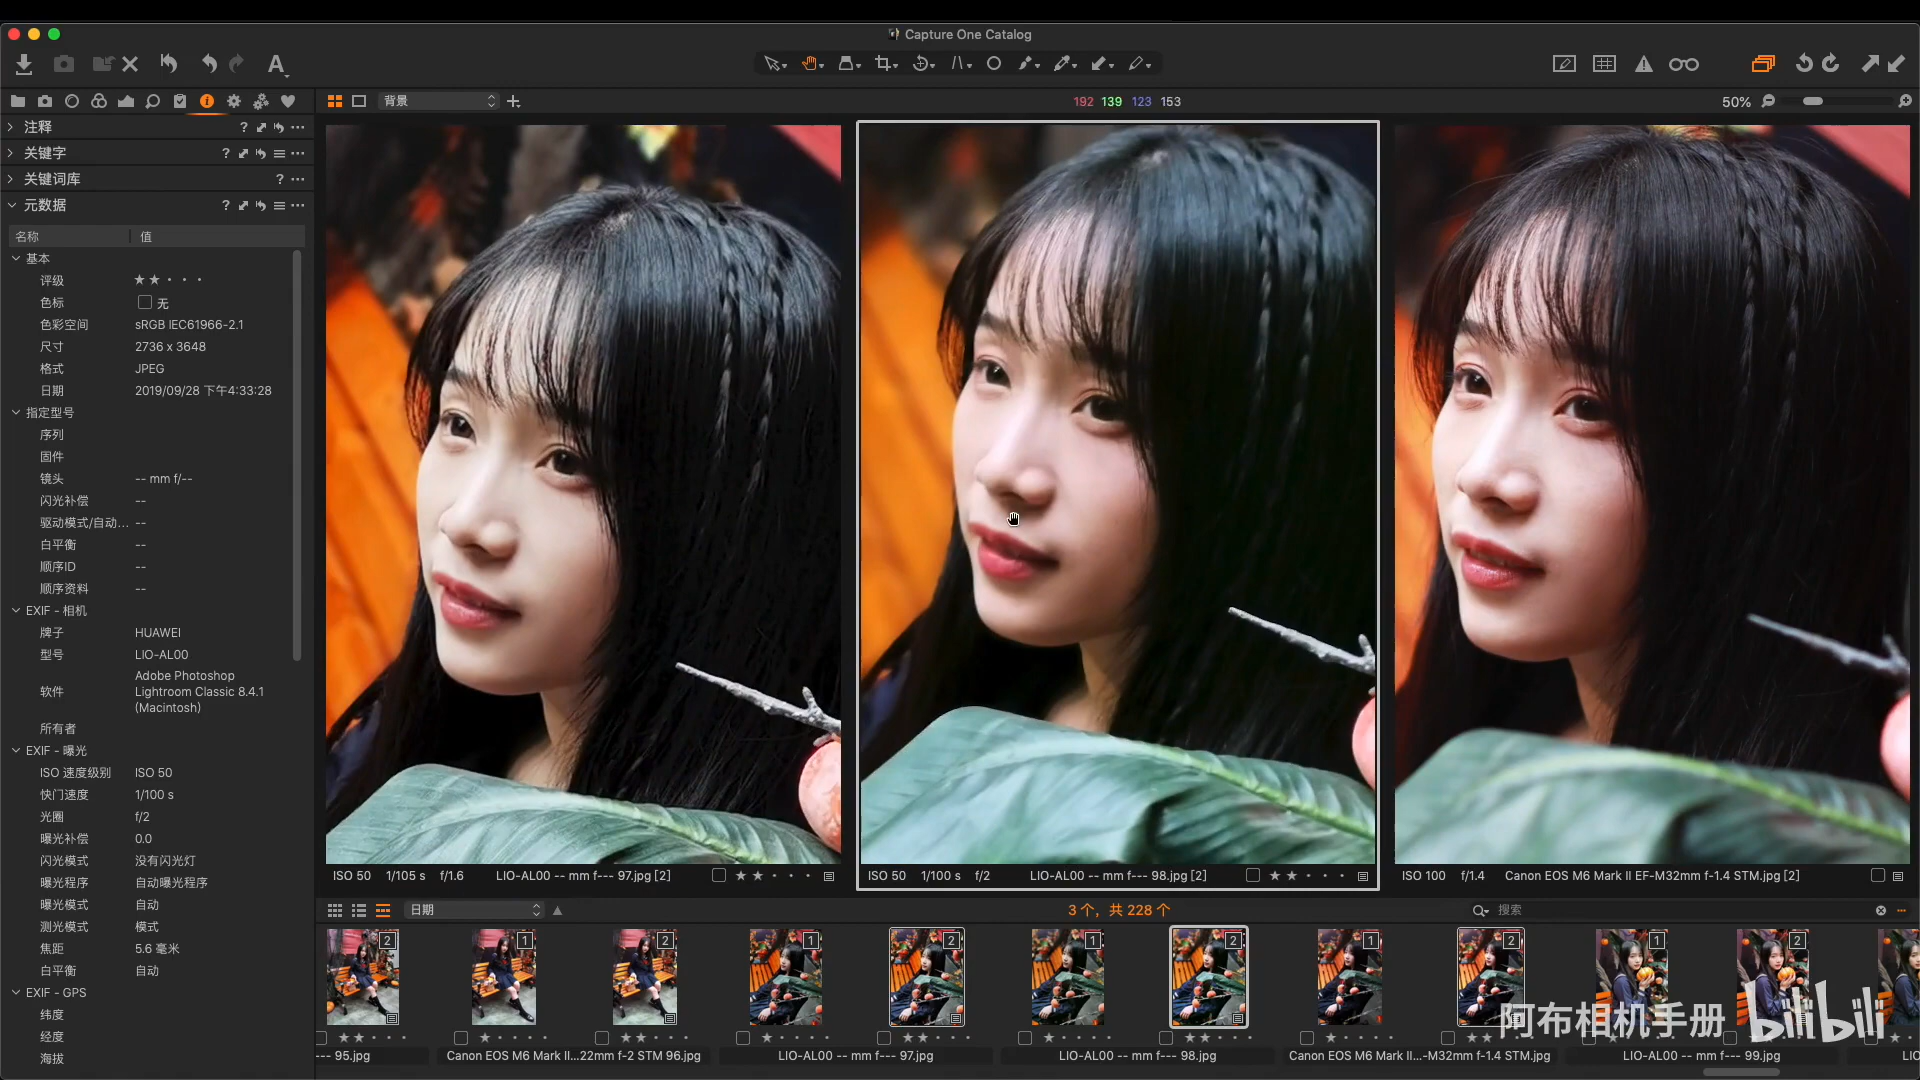 Capture One Catalog
背景
192 139 123 153
50%
注释
关键字
关键词库
元数据
名称 值
基本
评级
色标 无
色彩空间 sRGB IEC61966-2.1
尺寸 2736 x 3648
格式 JPEG
日期 2019/09/28 下午4:33:28
指定型号
序列
固件
镜头 -- mm f/--
闪光补偿 --
驱动模式/自动... --
白平衡 --
顺序ID --
顺序资料 --
EXIF - 相机
牌子 HUAWEI
型号 LIO-AL00
软件 Adobe Photoshop
Lightroom Classic 8.4.1
(Macintosh)
所有者
EXIF - 曝光
ISO 速度级别 ISO 50
快门速度 1/100 s
光圈 f/2
曝光补偿 0.0
闪光模式 没有闪光灯
曝光程序 自动曝光程序
曝光模式 自动
测光模式 模式
焦距 5.6 毫米
白平衡 自动
EXIF - GPS
纬度
经度
海拔
ISO 50 1/105 s f/1.6 LIO-AL00 -- mm f--- 97.jpg [2]
ISO 50 1/100 s f/2 LIO-AL00 -- mm f--- 98.jpg [2]
ISO 100 f/1.4 Canon EOS M6 Mark II EF-M32mm f-1.4 STM.jpg [2]
日期
3 个，共 228 个
搜索
2 1 2 1 2 1 2 1 2 1 2
--- 95.jpg
Canon EOS M6 Mark II...22mm f-2 STM 96.jpg
LIO-AL00 -- mm f--- 97.jpg
LIO-AL00 -- mm f--- 98.jpg
Canon EOS M6 Mark II...-M32mm f-1.4 STM.jpg
LIO-AL00 -- mm f--- 99.jpg
LIO
阿布相机手册 bilibili